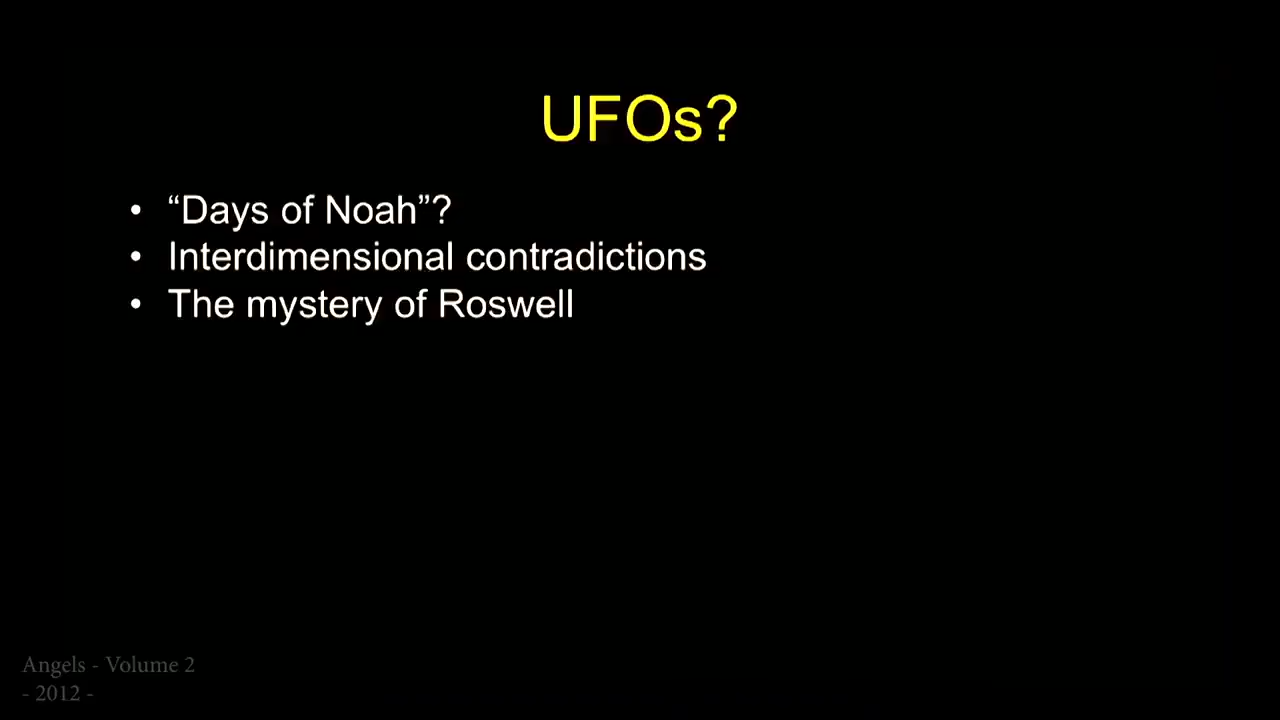 UFOs?
• “Days of Noah”?
• Interdimensional contradictions
• The mystery of Roswell
Angels - Volume 2
- 2012 -